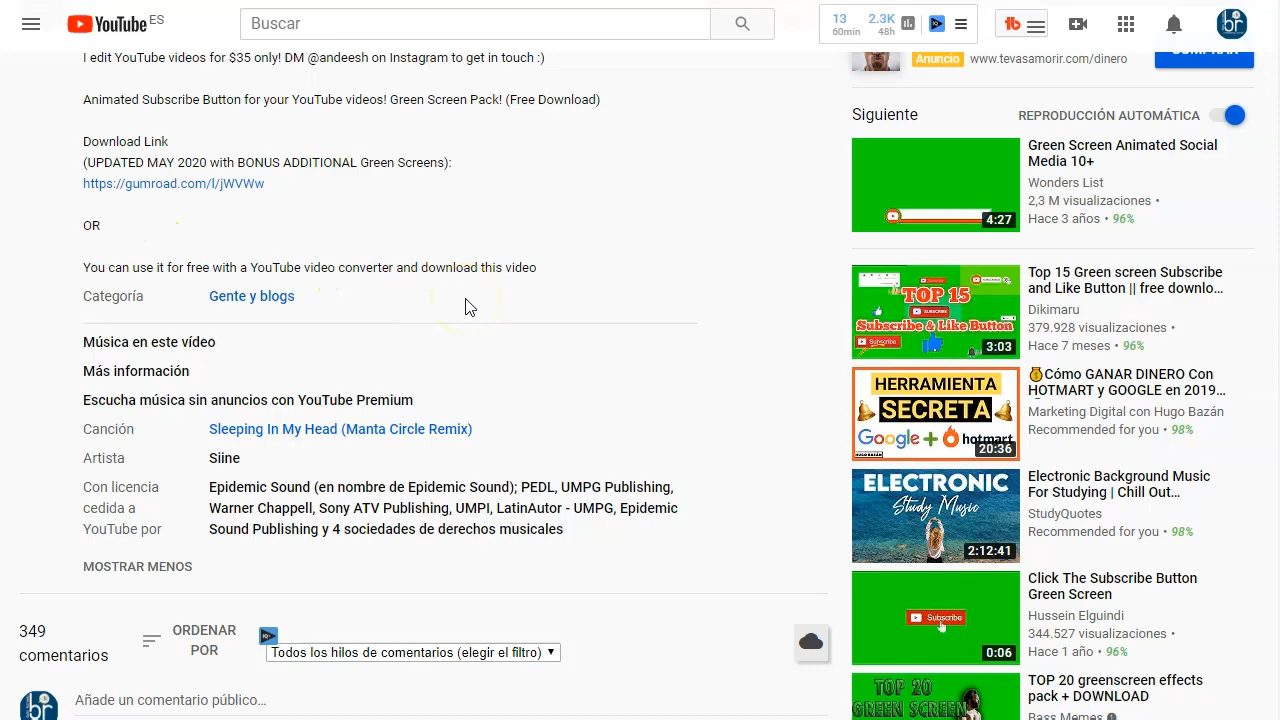 YouTube ES
Buscar
13
60min
2.3K
48h
I edit YouTube videos for $35 only! DM @andeesh on Instagram to get in touch :)
Animated Subscribe Button for your YouTube videos! Green Screen Pack! (Free Download)
Download Link
(UPDATED MAY 2020 with BONUS ADDITIONAL Green Screens):
https://gumroad.com/l/jWVWw
OR
You can use it for free with a YouTube video converter and download this video
Categoría
Gente y blogs
Música en este vídeo
Más información
Escucha música sin anuncios con YouTube Premium
Canción
Sleeping In My Head (Manta Circle Remix)
Artista
Siine
Con licencia
cedida a
YouTube por
Epidemic Sound (en nombre de Epidemic Sound); PEDL, UMPG Publishing,
Warner Chappell, Sony ATV Publishing, UMPI, LatinAutor - UMPG, Epidemic
Sound Publishing y 4 sociedades de derechos musicales
MOSTRAR MENOS
349
comentarios
ORDENAR
POR
Todos los hilos de comentarios (elegir el filtro)
Añade un comentario público...
Anuncio
www.tevasamorir.com/dinero
COMPRAR
Siguiente
REPRODUCCIÓN AUTOMÁTICA
4:27
Green Screen Animated Social
Media 10+
Wonders List
2,3 M visualizaciones •
Hace 3 años • 96%
TOP 15
SUBSCRIBE
Subscribe & Like Button
Subscribe
3:03
Top 15 Green screen Subscribe
and Like Button || free downlo...
Dikimaru
379.928 visualizaciones •
Hace 7 meses • 96%
HERRAMIENTA
SECRETA
Google + hotmart
HUGO BAZÁN
20:36
Cómo GANAR DINERO Con
HOTMART y GOOGLE en 2019...
Marketing Digital con Hugo Bazán
Recommended for you • 98%
ELECTRONIC
Study Music
2:12:41
Electronic Background Music
For Studying | Chill Out...
StudyQuotes
Recommended for you • 98%
Subscribe
0:06
Click The Subscribe Button
Green Screen
Hussein Elguindi
344.527 visualizaciones •
Hace 1 año • 96%
TOP 20
GREEN SCREEN
TOP 20 greenscreen effects
pack + DOWNLOAD
Bass Memes